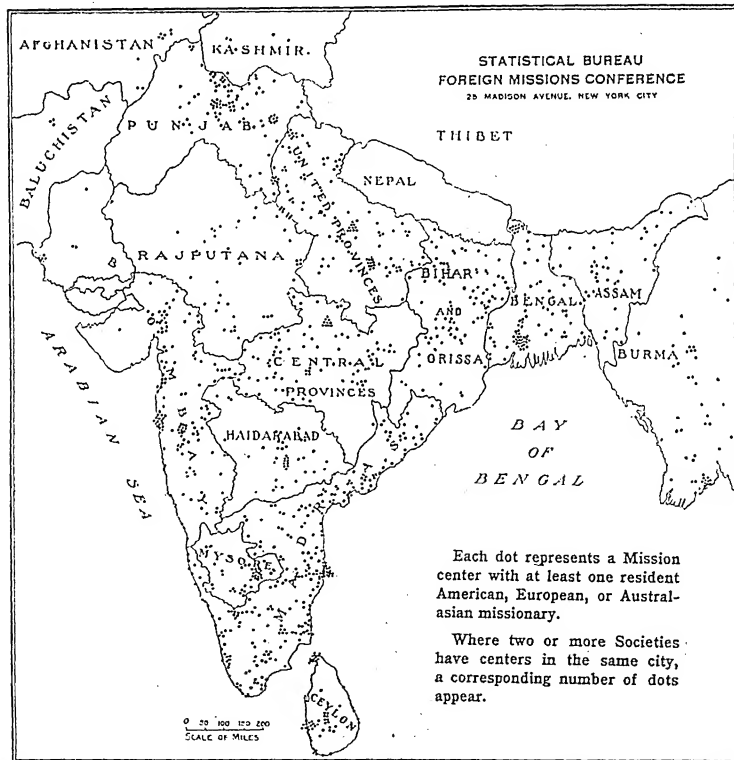 AFGHANISTAN
KASHMIR.
STATISTICAL BUREAU
FOREIGN MISSIONS CONFERENCE
25 MADISON AVENUE, NEW YORK CITY
PUNJAB
THIBET
BALUCHISTAN
UNITED PROVINCES
NEPAL
RAJPUTANA
BIHAR
AND
ORISSA
BENGAL
ASSAM
BURMA
ARABIAN SEA
BOMBAY
CENTRAL
PROVINCES
HAIDARABAD
BAY
OF
BENGAL
MADRAS
MYSORE
Each dot represents a Mission
center with at least one resident
American, European, or Austral-
asian missionary.
Where two or more Societies
have centers in the same city,
a corresponding number of dots
appear.
CEYLON
0 50 100 150 200
SCALE OF MILES